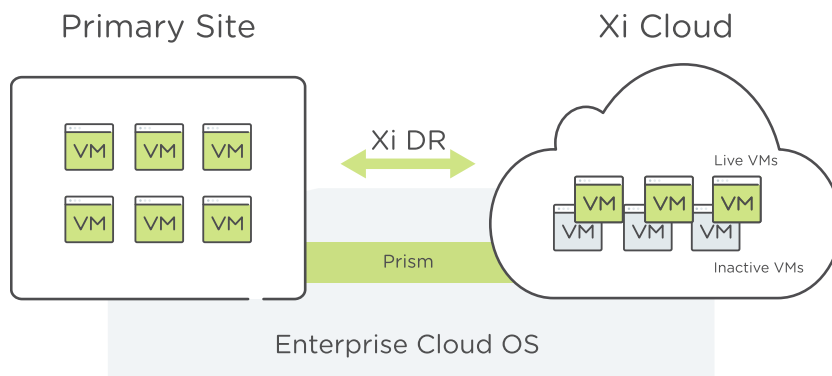 Primary Site
Xi Cloud
Xi DR
VM VM VM
VM VM VM
Live VMs
VM VM VM
VM VM VM
Inactive VMs
Prism
Enterprise Cloud OS